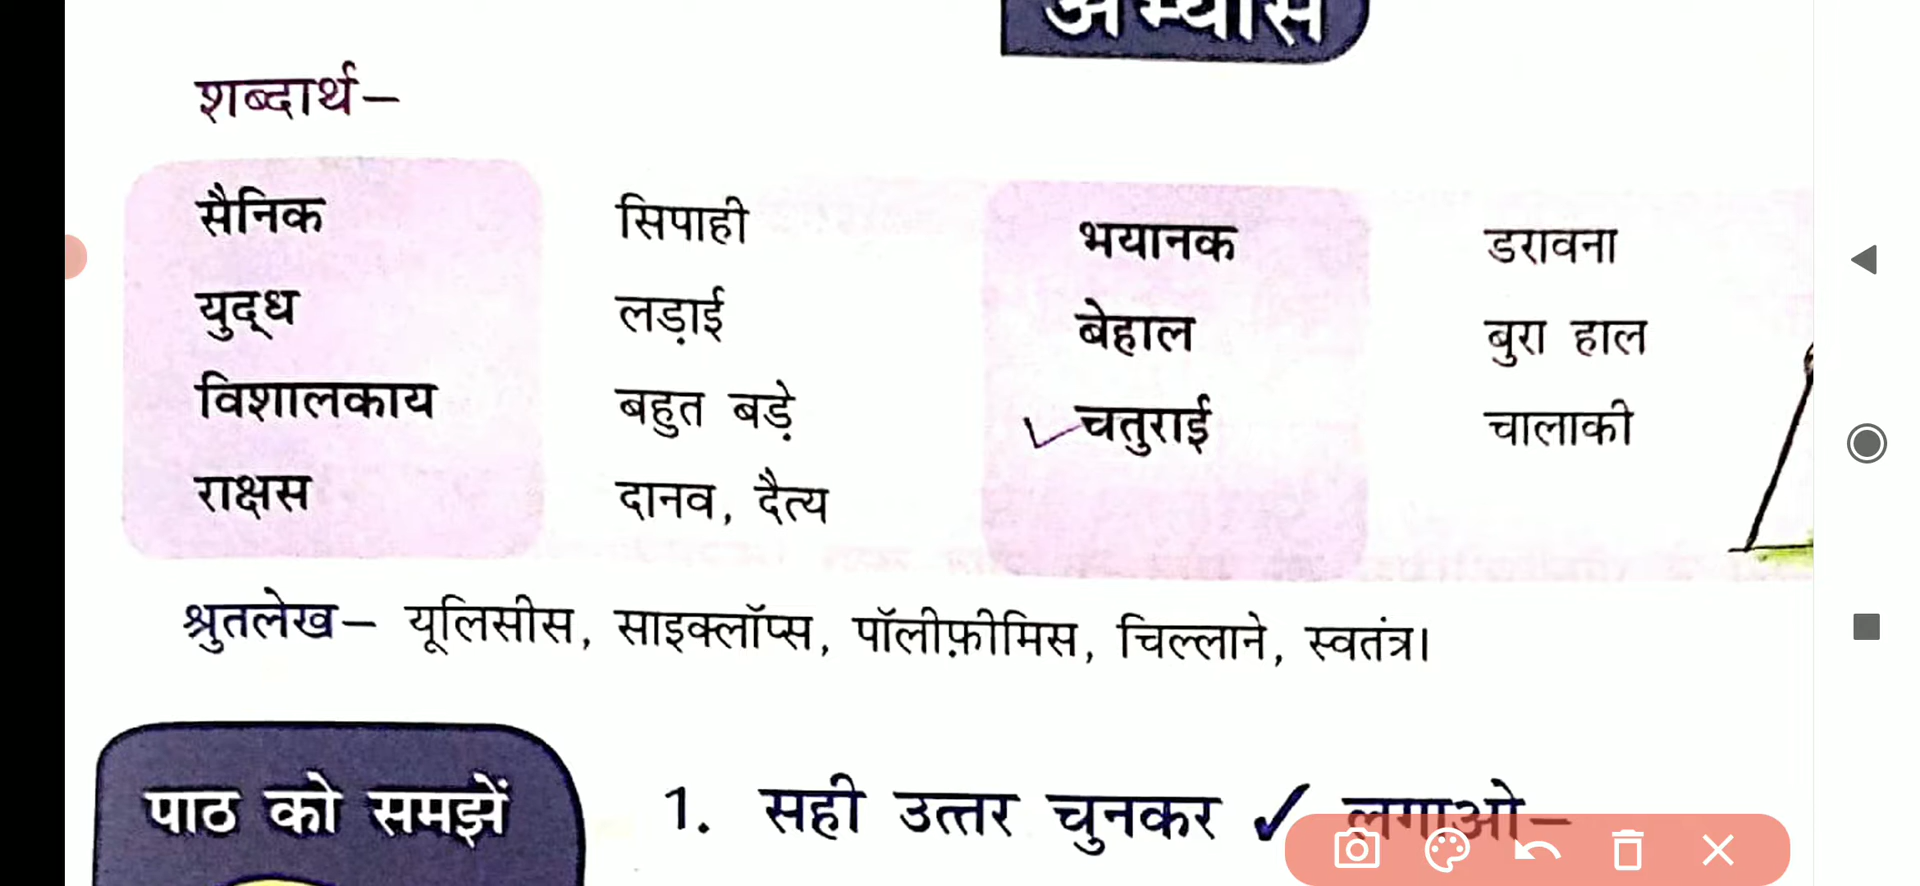 अभ्यास
शब्दार्थ–
सैनिक सिपाही भयानक डरावना
युद्ध लड़ाई बेहाल बुरा हाल
विशालकाय बहुत बड़े चतुराई चालाकी
राक्षस दानव, दैत्य
श्रुतलेख– यूलिसीस, साइक्लॉप्स, पॉलीफ़ीमिस, चिल्लाने, स्वतंत्र।
पाठ को समझें
1. सही उत्तर चुनकर ✓ लगाओ–